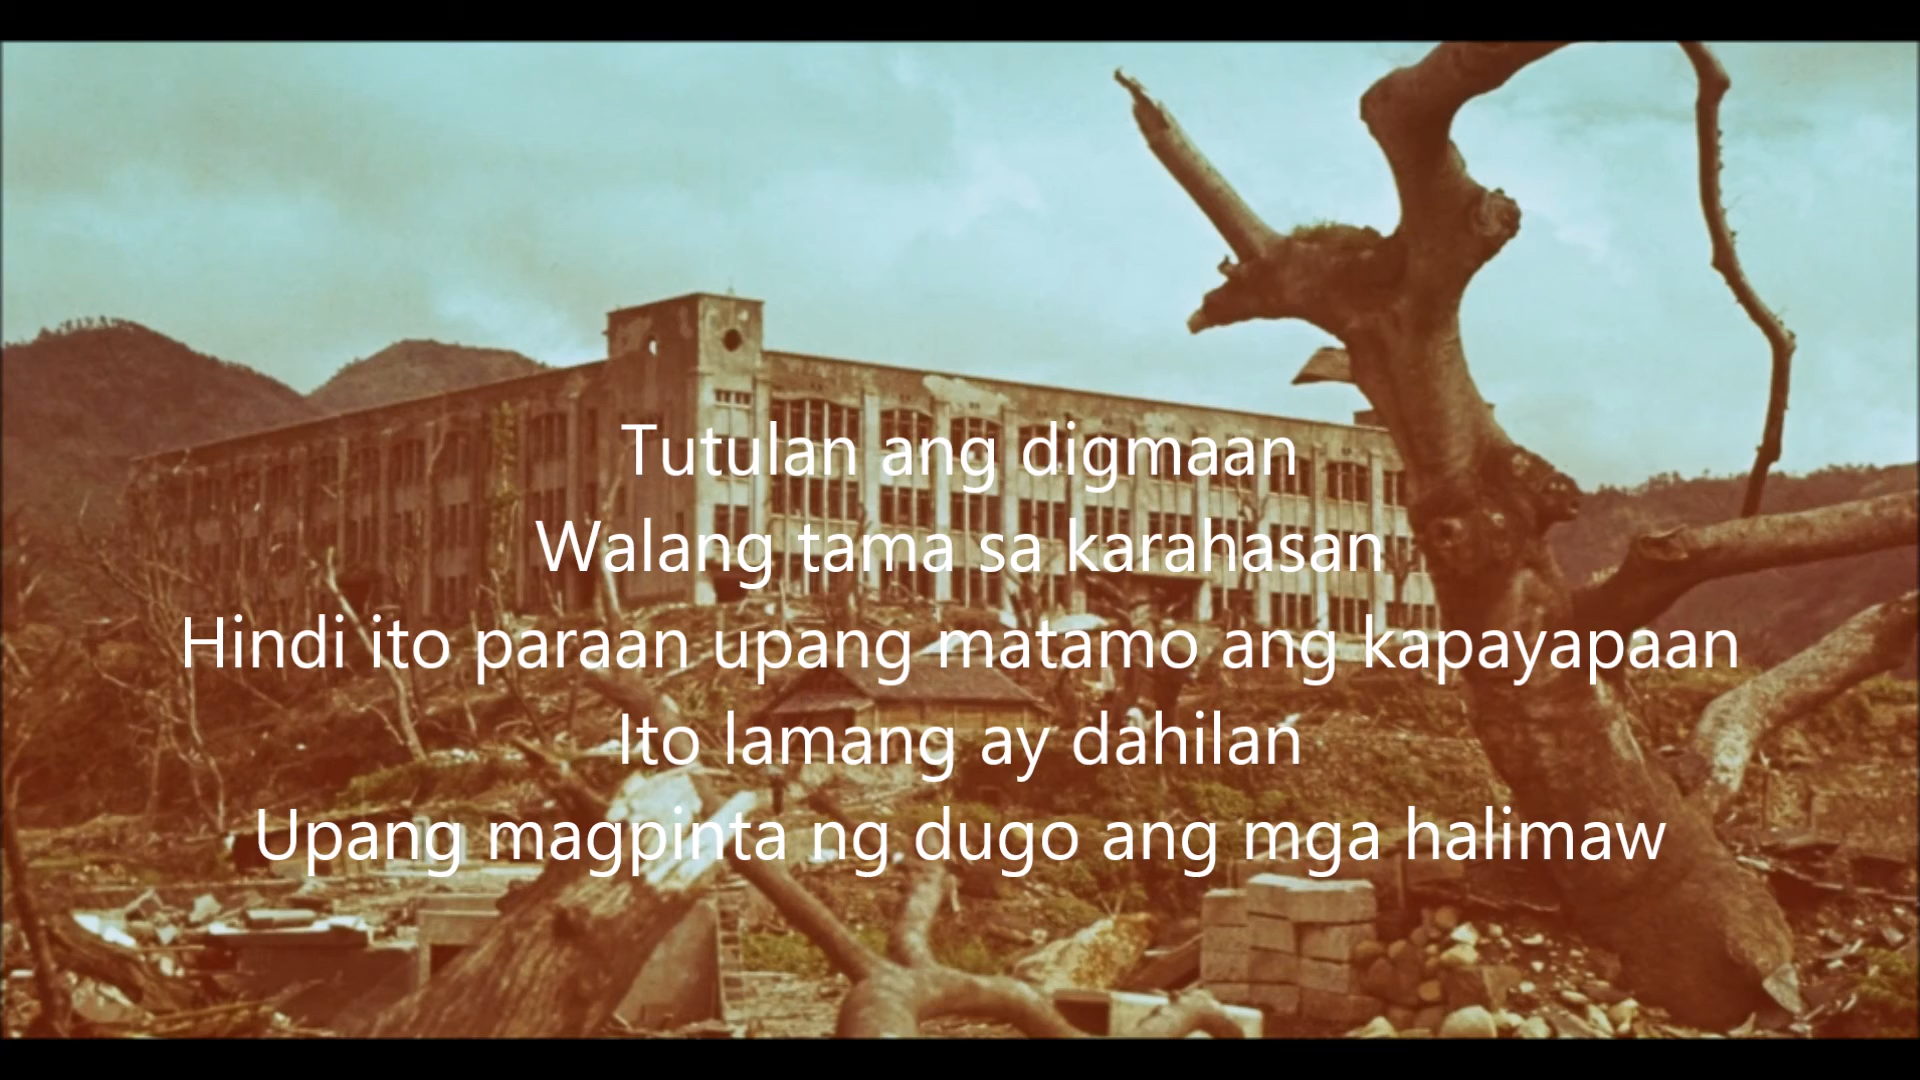 Tutulan ang digmaan
Walang tama sa karahasan
Hindi ito paraan upang matamo ang kapayapaan
Ito lamang ay dahilan
Upang magpinta ng dugo ang mga halimaw